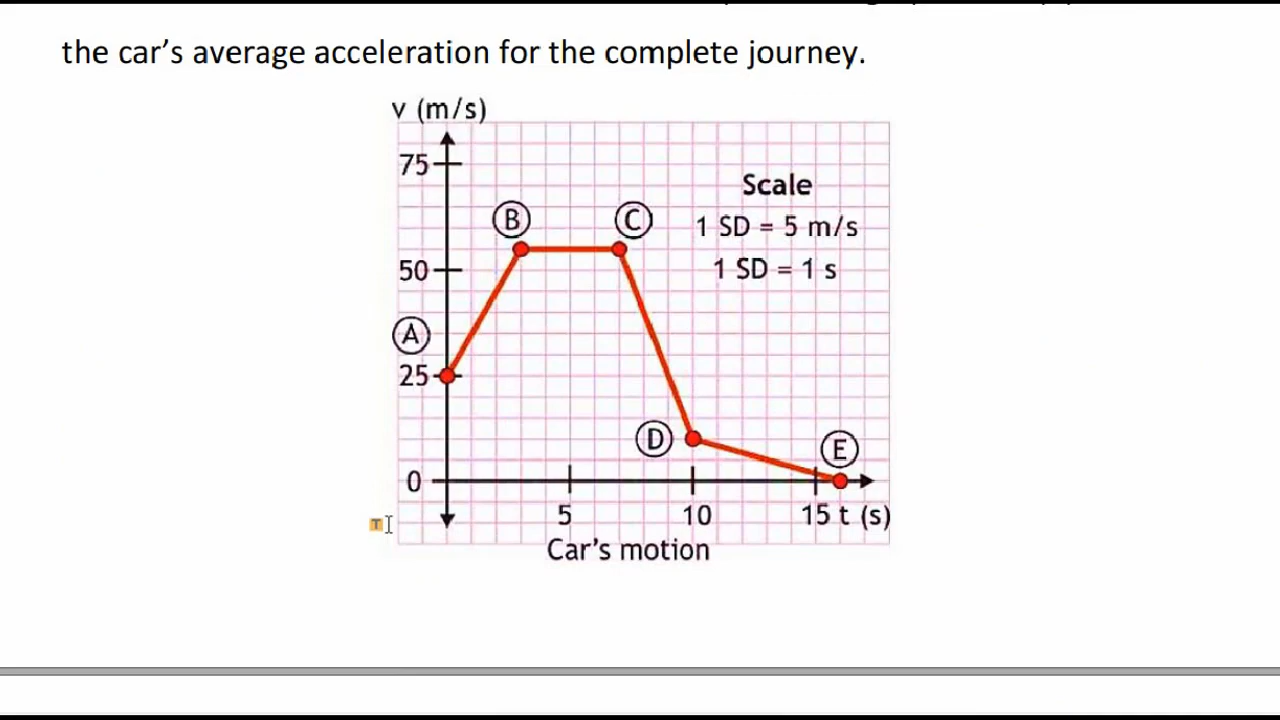 the car's average acceleration for the complete journey.
v (m/s)
75
Scale
B
C
1 SD = 5 m/s
50
1 SD = 1 s
A
25
D
E
0
5
10
15 t (s)
T
Car's motion